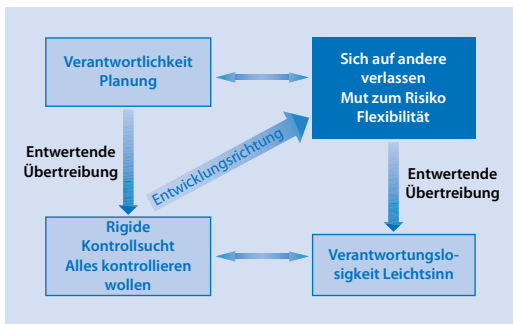 Verantwortlichkeit
Planung
Sich auf andere
verlassen
Mut zum Risiko
Flexibilität
Entwertende
Übertreibung
Entwicklungsrichtung
Entwertende
Übertreibung
Rigide
Kontrollsucht
Alles kontrollieren
wollen
Verantwortungslo-
sigkeit Leichtsinn